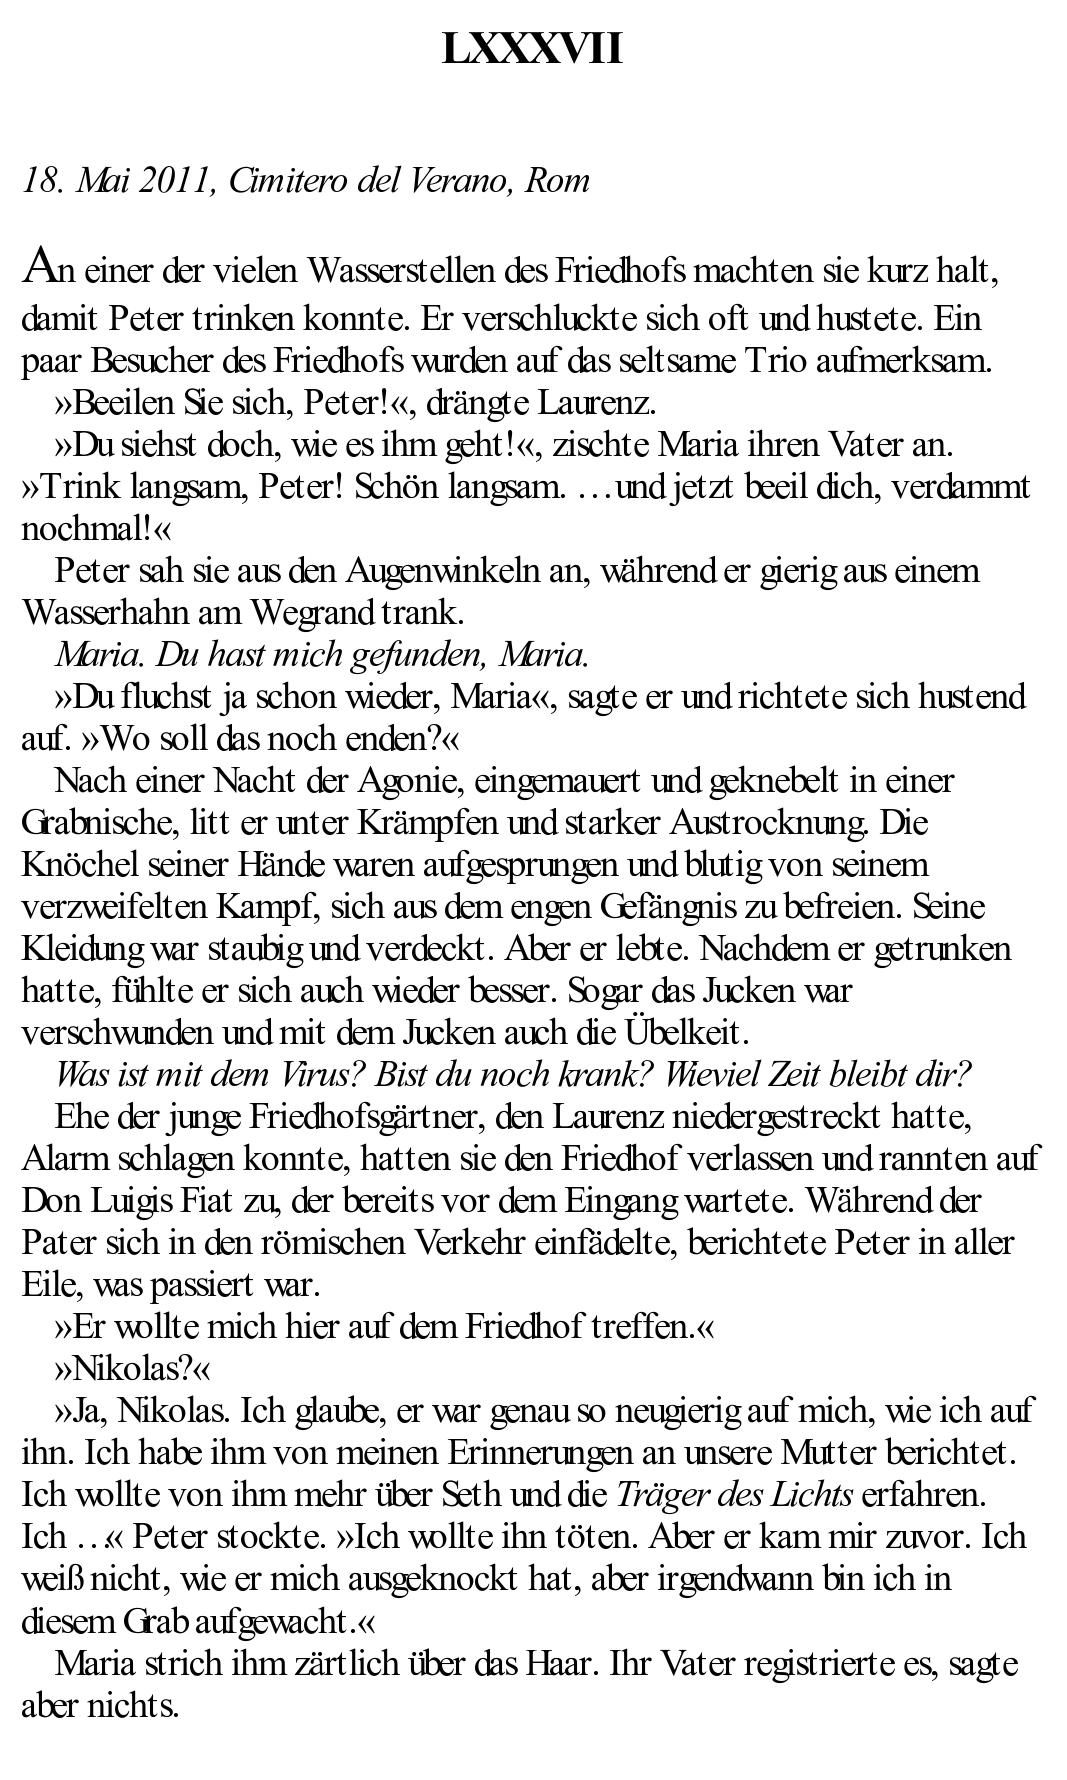 LXXXVII
18. Mai 2011, Cimitero del Verano, Rom
An einer der vielen Wasserstellen des Friedhofs machten sie kurz halt,
damit Peter trinken konnte. Er verschluckte sich oft und hustete. Ein
paar Besucher des Friedhofs wurden auf das seltsame Trio aufmerksam.
»Beeilen Sie sich, Peter!«, drängte Laurenz.
»Du siehst doch, wie es ihm geht!«, zischte Maria ihren Vater an.
»Trink langsam, Peter! Schön langsam. …und jetzt beeil dich, verdammt
nochmal!«
Peter sah sie aus den Augenwinkeln an, während er gierig aus einem
Wasserhahn am Wegrand trank.
Maria. Du hast mich gefunden, Maria.
»Du fluchst ja schon wieder, Maria«, sagte er und richtete sich hustend
auf. »Wo soll das noch enden?«
Nach einer Nacht der Agonie, eingemauert und geknebelt in einer
Grabnische, litt er unter Krämpfen und starker Austrocknung. Die
Knöchel seiner Hände waren aufgesprungen und blutig von seinem
verzweifelten Kampf, sich aus dem engen Gefängnis zu befreien. Seine
Kleidung war staubig und verdeckt. Aber er lebte. Nachdem er getrunken
hatte, fühlte er sich auch wieder besser. Sogar das Jucken war
verschwunden und mit dem Jucken auch die Übelkeit.
Was ist mit dem Virus? Bist du noch krank? Wieviel Zeit bleibt dir?
Ehe der junge Friedhofsgärtner, den Laurenz niedergestreckt hatte,
Alarm schlagen konnte, hatten sie den Friedhof verlassen und rannten auf
Don Luigis Fiat zu, der bereits vor dem Eingang wartete. Während der
Pater sich in den römischen Verkehr einfädelte, berichtete Peter in aller
Eile, was passiert war.
»Er wollte mich hier auf dem Friedhof treffen.«
»Nikolas?«
»Ja, Nikolas. Ich glaube, er war genau so neugierig auf mich, wie ich auf
ihn. Ich habe ihm von meinen Erinnerungen an unsere Mutter berichtet.
Ich wollte von ihm mehr über Seth und die Träger des Lichts erfahren.
Ich …« Peter stockte. »Ich wollte ihn töten. Aber er kam mir zuvor. Ich
weiß nicht, wie er mich ausgeknockt hat, aber irgendwann bin ich in
diesem Grab aufgewacht.«
Maria strich ihm zärtlich über das Haar. Ihr Vater registrierte es, sagte
aber nichts.